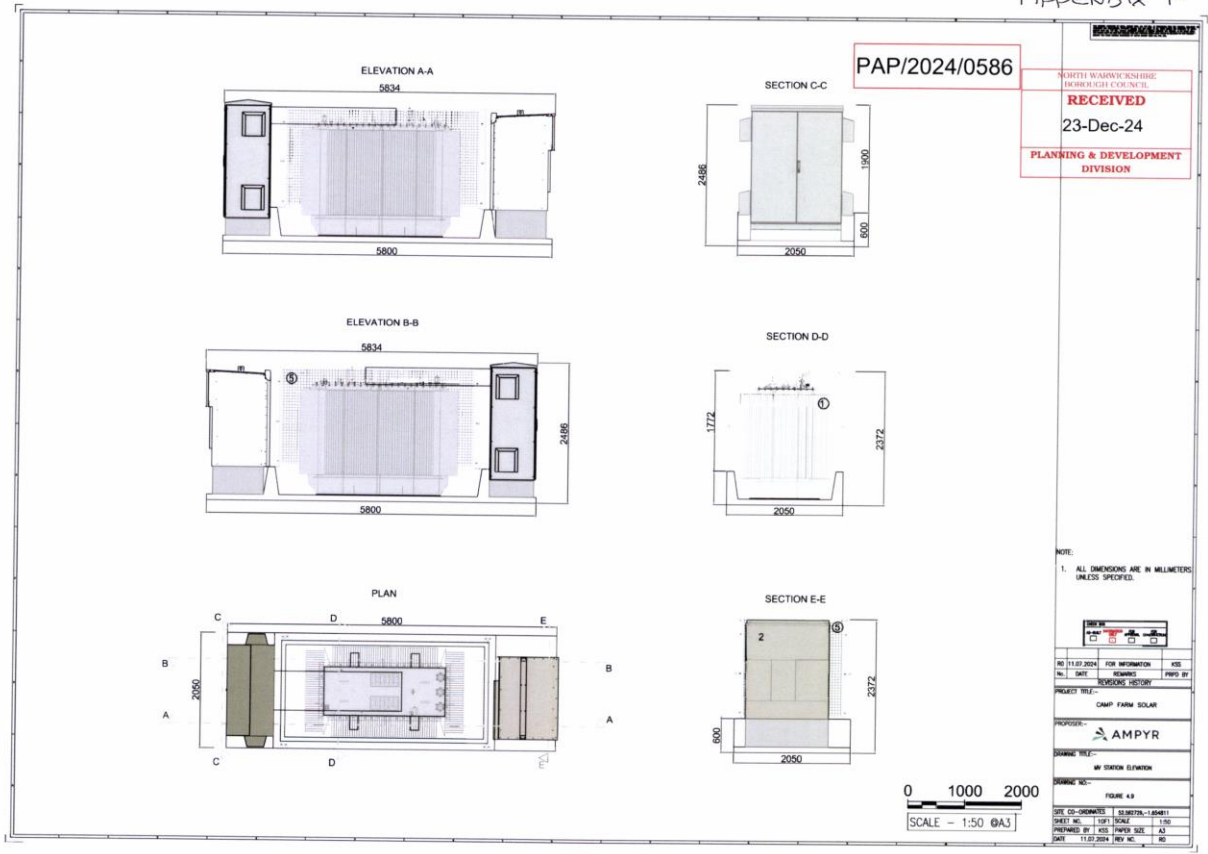 APPENDIX
PAP/2024/0586
NORTH WARWICKSHIRE
BOROUGH COUNCIL
RECEIVED
23-Dec-24
PLANNING & DEVELOPMENT
DIVISION
ELEVATION A-A
5834
5800
SECTION C-C
2486
1900
600
2050
ELEVATION B-B
5834
5
2486
5800
SECTION D-D
1
1772
2372
2050
PLAN
C D 5800 E
B B
2050
A A
C D E
SECTION E-E
2
5
2372
600
2050
0 1000 2000
SCALE - 1:50 @A3
NOTE:
1. ALL DIMENSIONS ARE IN MILLIMETERS
UNLESS SPECIFIED.
R0 11.07.2024 FOR INFORMATION KSS
No. DATE REMARKS PREP'D BY
REVISIONS HISTORY
PROJECT TITLE:-
CAMP FARM SOLAR
PROPOSER:-
AMPYR
DRAWING TITLE:-
MV STATION ELEVATION
DRAWING NO:-
FIGURE 4.9
SITE CO-ORDINATES
SHEET NO. 1OF1 SCALE 1:50
PREPARED BY KSS PAPER SIZE A3
DATE 11.07.2024 REV NO. R0